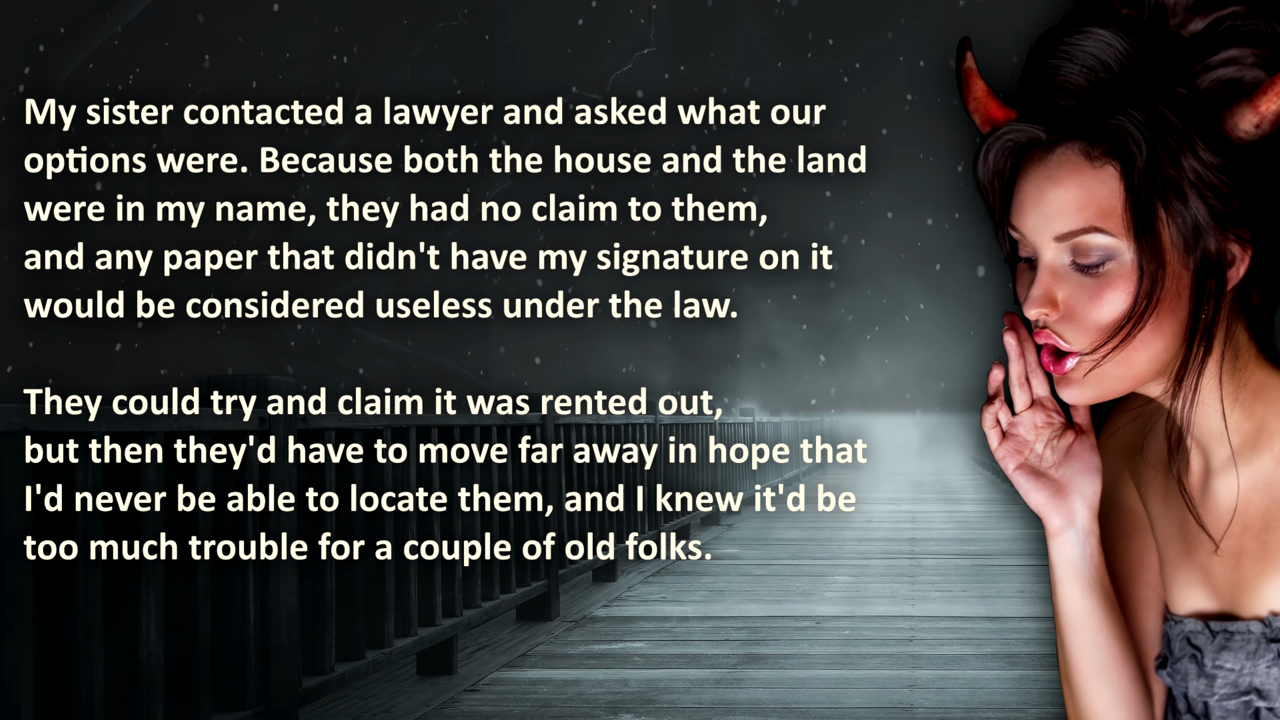 My sister contacted a lawyer and asked what our
options were. Because both the house and the land
were in my name, they had no claim to them,
and any paper that didn't have my signature on it
would be considered useless under the law.
They could try and claim it was rented out,
but then they'd have to move far away in hope that
I'd never be able to locate them, and I knew it'd be
too much trouble for a couple of old folks.